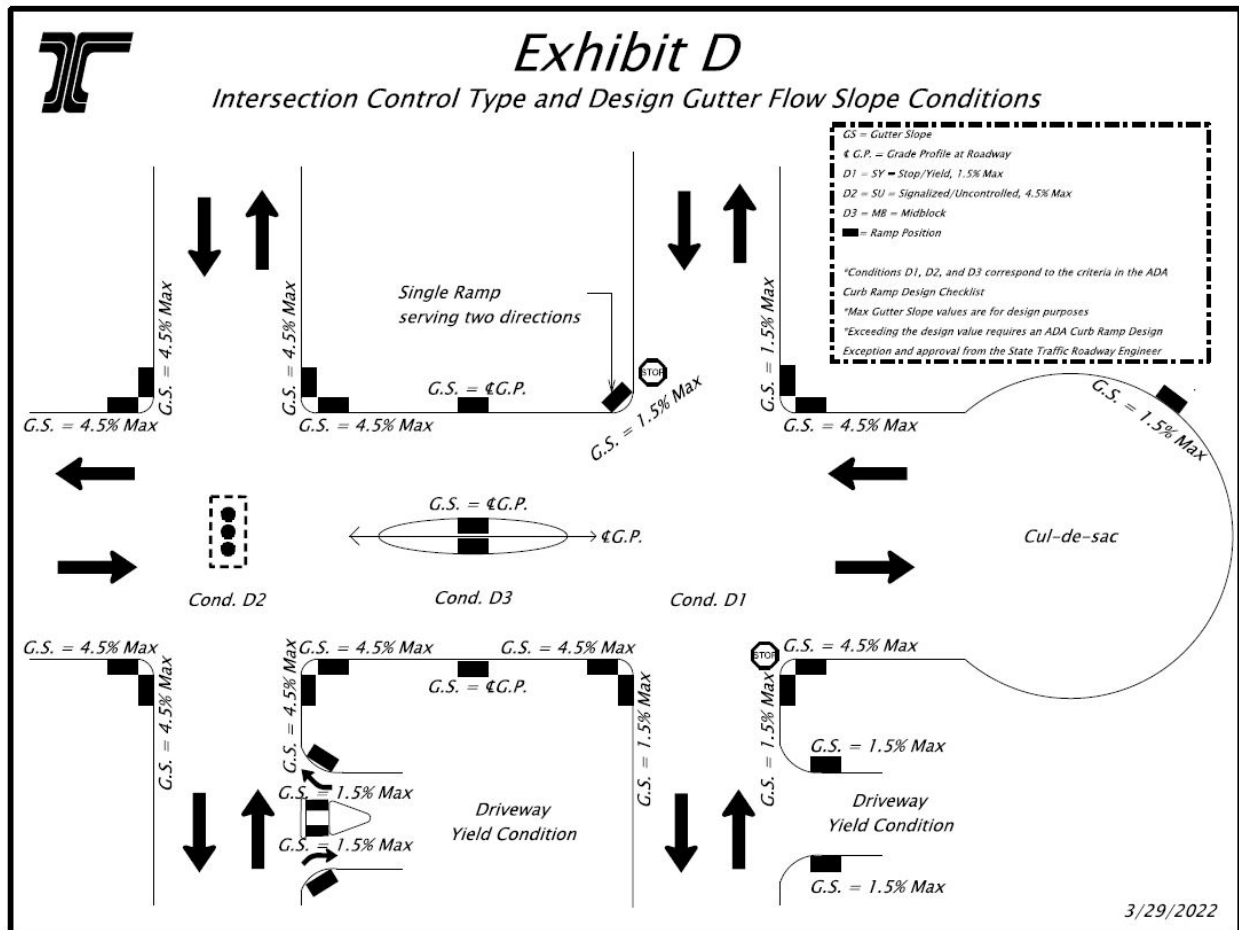 Exhibit D
Intersection Control Type and Design Gutter Flow Slope Conditions
GS = Gutter Slope
℄ G.P. = Grade Profile at Roadway
D1 = SY = Stop/Yield, 1.5% Max
D2 = SU = Signalized/Uncontrolled, 4.5% Max
D3 = MB = Midblock
= Ramp Position
*Conditions D1, D2, and D3 correspond to the criteria in the ADA
Curb Ramp Design Checklist
*Max Gutter Slope values are for design purposes
*Exceeding the design value requires an ADA Curb Ramp Design
Exception and approval from the State Traffic Roadway Engineer
G.S. = 4.5% Max
G.S. = 4.5% Max
Single Ramp
serving two directions
G.S. = 1.5% Max
STOP
G.S. = ℄G.P.
G.S. = 1.5% Max
G.S. = 1.5% Max
G.S. = 4.5% Max
G.S. = 4.5% Max
G.S. = 4.5% Max
G.S. = ℄G.P.
℄G.P.
Cul-de-sac
Cond. D2
Cond. D3
Cond. D1
G.S. = 4.5% Max
G.S. = 4.5% Max
G.S. = 4.5% Max
STOP
G.S. = 4.5% Max
G.S. = ℄G.P.
G.S. = 4.5% Max
G.S. = 4.5% Max
G.S. = 1.5% Max
G.S. = 1.5% Max
G.S. = 1.5% Max
G.S. = 1.5% Max
Driveway
Yield Condition
Driveway
Yield Condition
G.S. = 1.5% Max
G.S. = 1.5% Max
3/29/2022